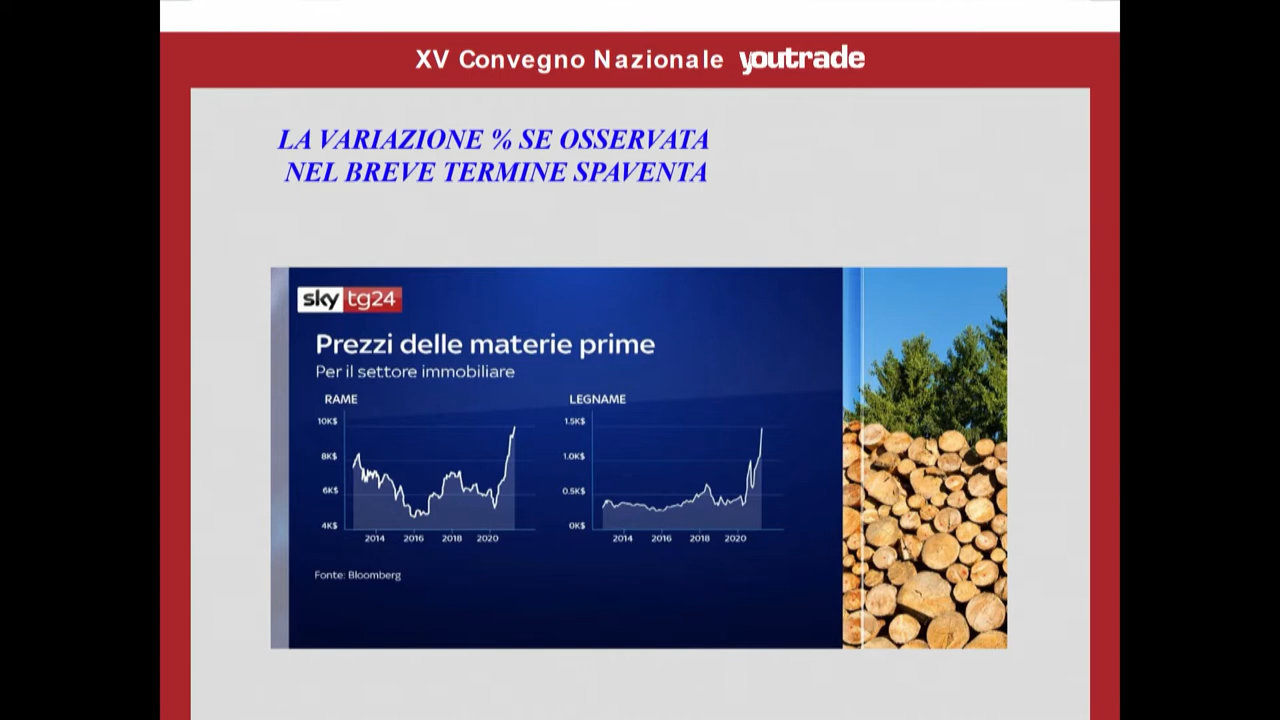 XV Convegno Nazionale youtrade
LA VARIAZIONE % SE OSSERVATA
NEL BREVE TERMINE SPAVENTA
sky tg24
Prezzi delle materie prime
Per il settore immobiliare
RAME
10K$
8K$
6K$
4K$
2014 2016 2018 2020
LEGNAME
1.5K$
1.0K$
0.5K$
0K$
2014 2016 2018 2020
Fonte: Bloomberg